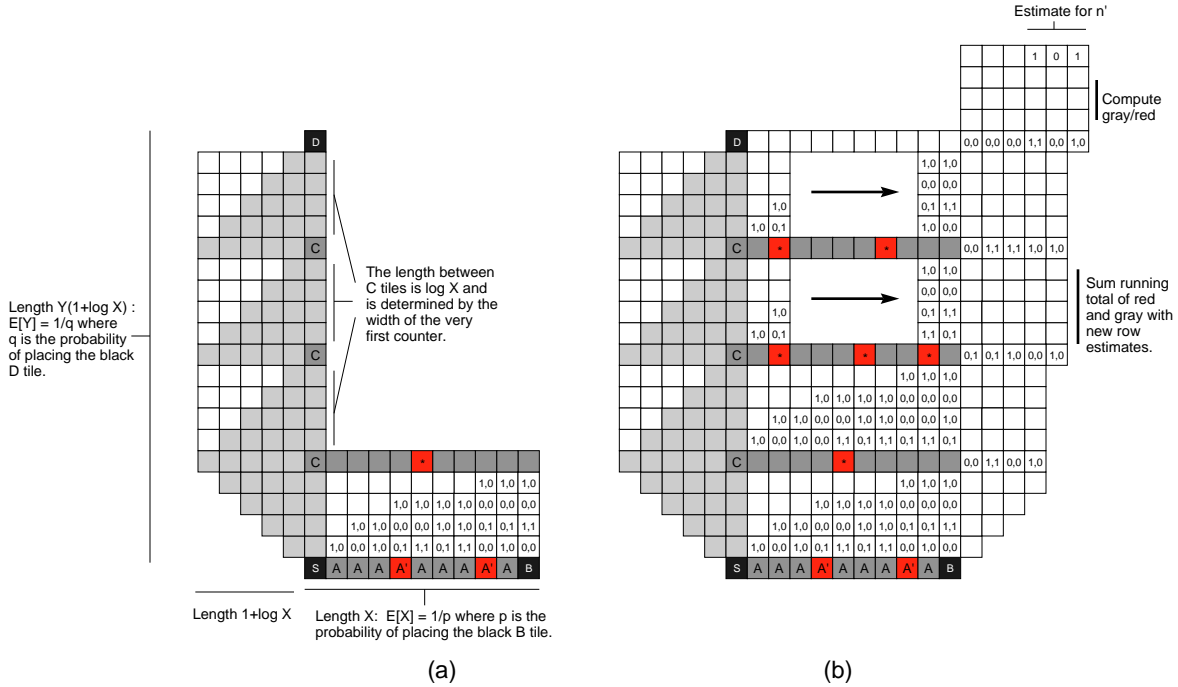 D
C
C
C *
1,0 1,0 1,0
1,0 1,0 1,0 1,0 0,0 0,0 0,0
1,0 1,0 0,0 0,0 1,0 1,0 0,1 0,1 1,1
1,0 0,0 1,0 0,1 1,1 0,1 1,1 0,0 1,0 0,0
S A A A A' A A A A' A B
Length Y(1+log X) :
E[Y] = 1/q where
q is the probability
of placing the black
D tile.
The length between
C tiles is log X and
is determined by the
width of the very
first counter.
Length 1+log X
Length X: E[X] = 1/p where p is the
probability of placing the black B tile.
(a)
Estimate for n'
1 0 1
Compute
gray/red
D 0,0 0,0 0,0 1,1 0,0 1,0
1,0 1,0
0,0 0,0
1,0 0,1 1,1
1,0 0,1 1,0 0,0
C * * 0,0 1,1 1,1 1,0 1,0
1,0 1,0
0,0 0,0
1,0 0,1 1,1
1,0 0,1 1,1 0,1
C * * * 0,1 0,1 1,0 0,0 1,0
Sum running
total of red
and gray with
new row
estimates.
1,0 1,0 1,0
1,0 1,0 1,0 1,0 0,0 0,0 0,0
1,0 1,0 0,0 0,0 0,0 1,0 1,0 1,0 0,0
1,0 0,0 1,0 0,0 1,1 0,1 1,0 0,1 1,1 0,1
C * 0,0 1,1 0,0 1,0
1,0 1,0 1,0
1,0 1,0 1,0 1,0 0,0 0,0 0,0
1,0 1,0 0,0 0,0 1,0 1,0 0,1 0,1 1,1
1,0 0,0 1,0 0,1 1,1 0,1 1,1 0,0 1,0 0,0
S A A A A' A A A A' A B
(b)